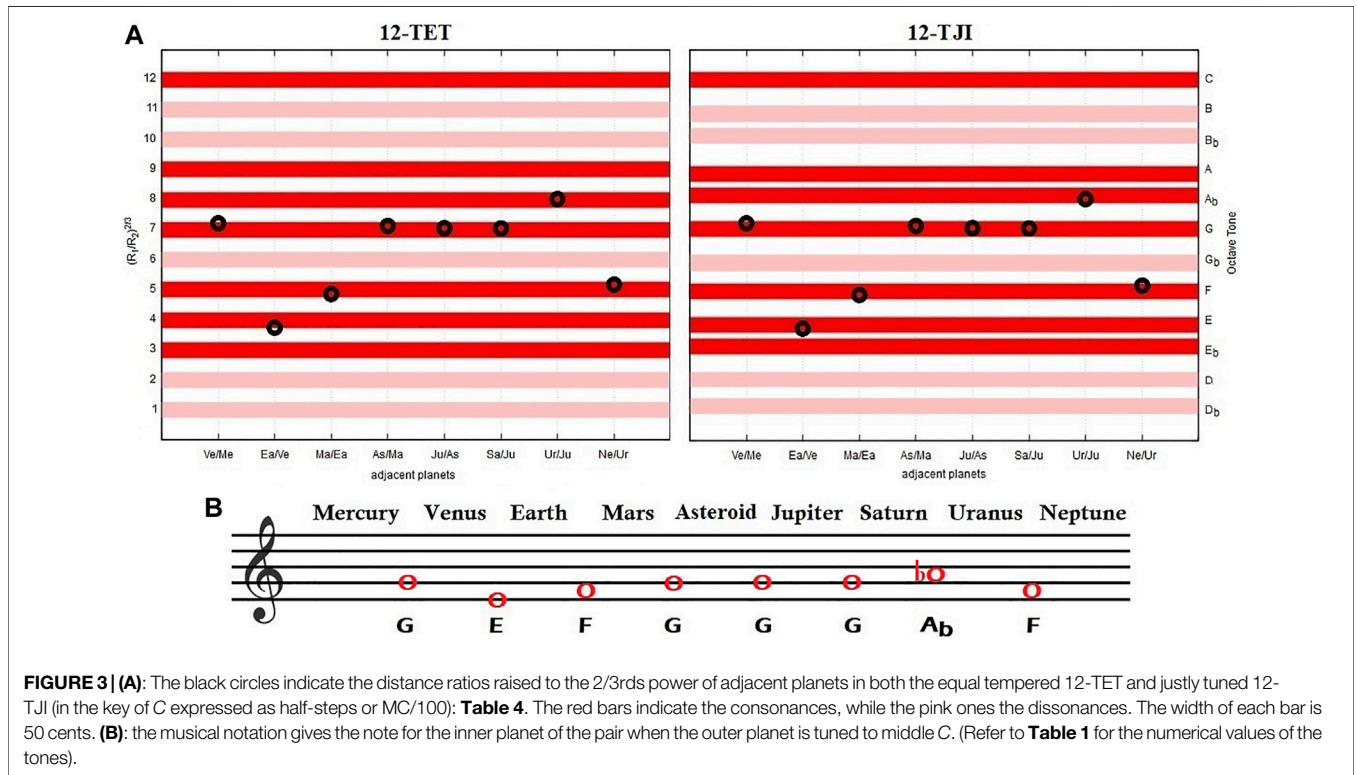 A
12-TET
12-TJI
12
11
10
9
8
7
6
5
4
3
2
1
(R1/R2)2/3
Ve/Me Ea/Ve Ma/Ea As/Ma Ju/As Sa/Ju Ur/Ju Ne/Ur
adjacent planets
Ve/Me Ea/Ve Ma/Ea As/Ma Ju/As Sa/Ju Ur/Ju Ne/Ur
adjacent planets
C
B
Bb
A
Ab
G
Gb
F
E
Eb
D
Db
Octave Tone
B
Mercury Venus Earth Mars Asteroid Jupiter Saturn Uranus Neptune
G E F G G G Ab F
FIGURE 3 | (A): The black circles indicate the distance ratios raised to the 2/3rds power of adjacent planets in both the equal tempered 12-TET and justly tuned 12-
TJI (in the key of C expressed as half-steps or MC/100): Table 4. The red bars indicate the consonances, while the pink ones the dissonances. The width of each bar is
50 cents. (B): the musical notation gives the note for the inner planet of the pair when the outer planet is tuned to middle C. (Refer to Table 1 for the numerical values of the
tones).